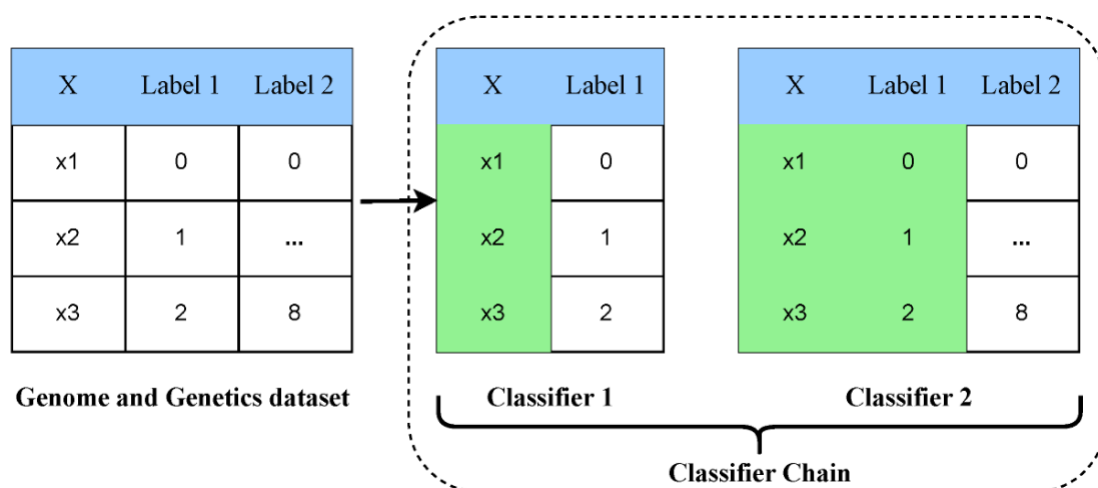 X Label 1 Label 2
x1 0 0
x2 1 ...
x3 2 8
Genome and Genetics dataset
X Label 1
x1 0
x2 1
x3 2
Classifier 1
X Label 1 Label 2
x1 0 0
x2 1 ...
x3 2 8
Classifier 2
Classifier Chain